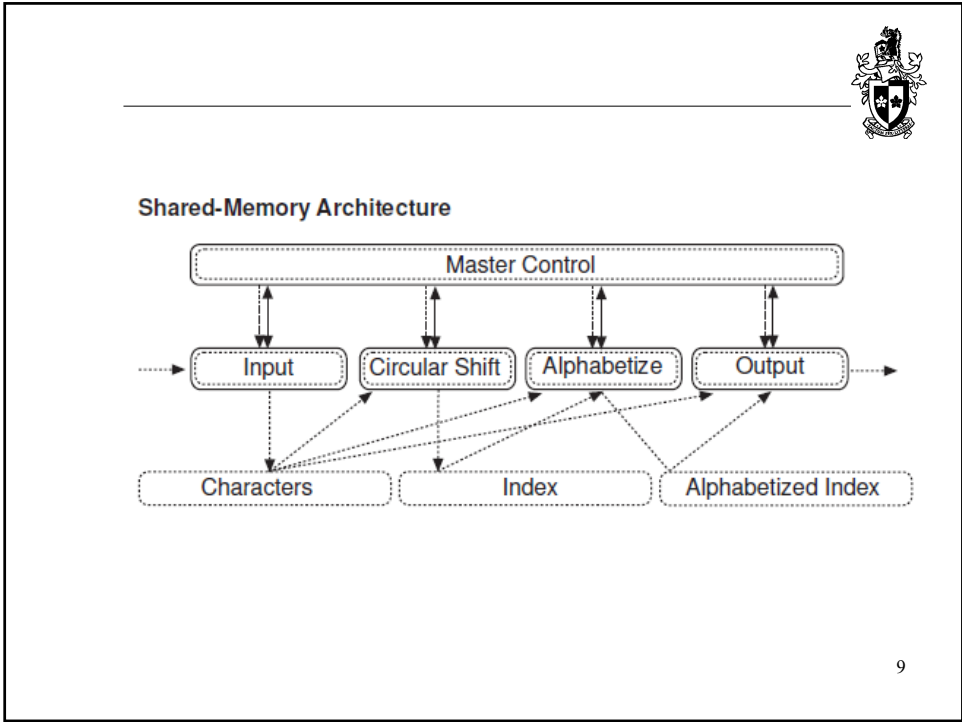 Shared-Memory Architecture
Master Control
Input Circular Shift Alphabetize Output
Characters Index Alphabetized Index
9